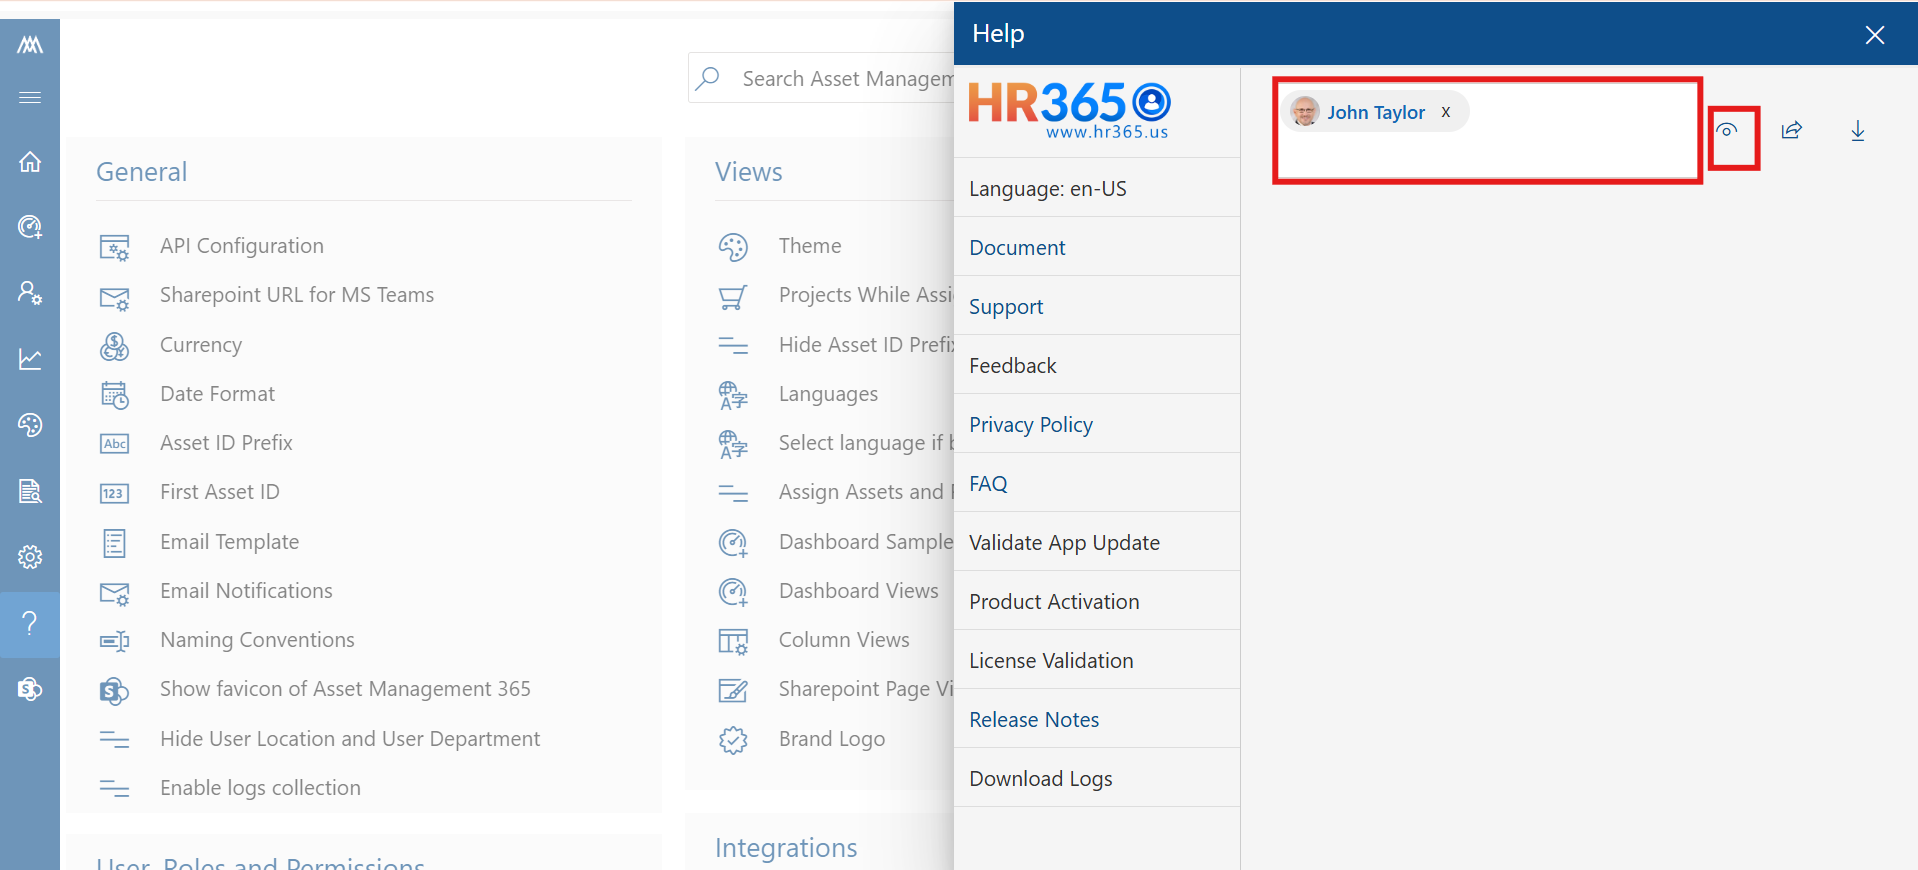 Help
Search Asset Managem
HR365
www.hr365.us
John Taylor x
General
API Configuration
Sharepoint URL for MS Teams
Currency
Date Format
Abc Asset ID Prefix
123 First Asset ID
Email Template
Email Notifications
Naming Conventions
Show favicon of Asset Management 365
Hide User Location and User Department
Enable logs collection
User, Roles and Permissions
Views
Theme
Projects While Assi
Hide Asset ID Prefix
Languages
Select language if b
Assign Assets and
Dashboard Sample
Dashboard Views
Column Views
Sharepoint Page Vi
Brand Logo
Integrations
Language: en-US
Document
Support
Feedback
Privacy Policy
FAQ
Validate App Update
Product Activation
License Validation
Release Notes
Download Logs